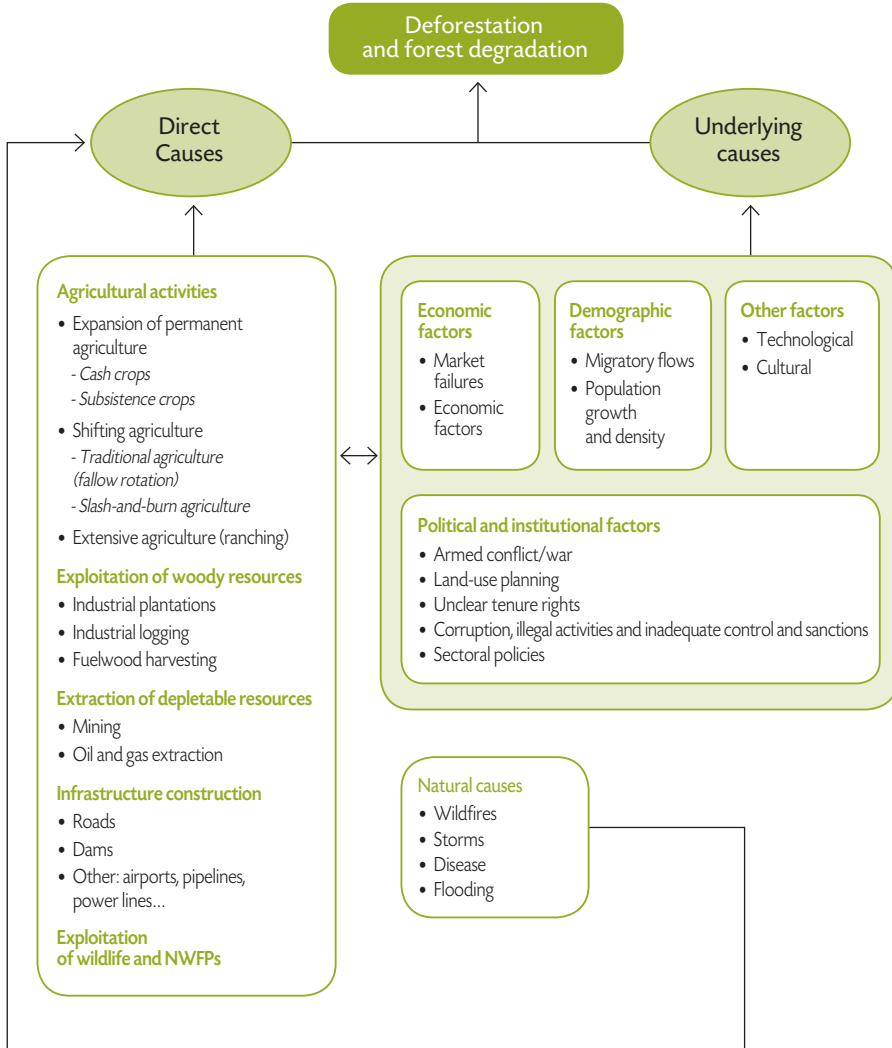 Deforestation
and forest degradation
Direct
Causes
Underlying
causes
Agricultural activities
• Expansion of permanent
agriculture
- Cash crops
- Subsistence crops
• Shifting agriculture
- Traditional agriculture
(fallow rotation)
- Slash-and-burn agriculture
• Extensive agriculture (ranching)
Exploitation of woody resources
• Industrial plantations
• Industrial logging
• Fuelwood harvesting
Extraction of depletable resources
• Mining
• Oil and gas extraction
Infrastructure construction
• Roads
• Dams
• Other: airports, pipelines,
power lines...
Exploitation
of wildlife and NWFPs
Economic
factors
• Market
failures
• Economic
factors
Demographic
factors
• Migratory flows
• Population
growth
and density
Other factors
• Technological
• Cultural
Political and institutional factors
• Armed conflict/war
• Land-use planning
• Unclear tenure rights
• Corruption, illegal activities and inadequate control and sanctions
• Sectoral policies
Natural causes
• Wildfires
• Storms
• Disease
• Flooding